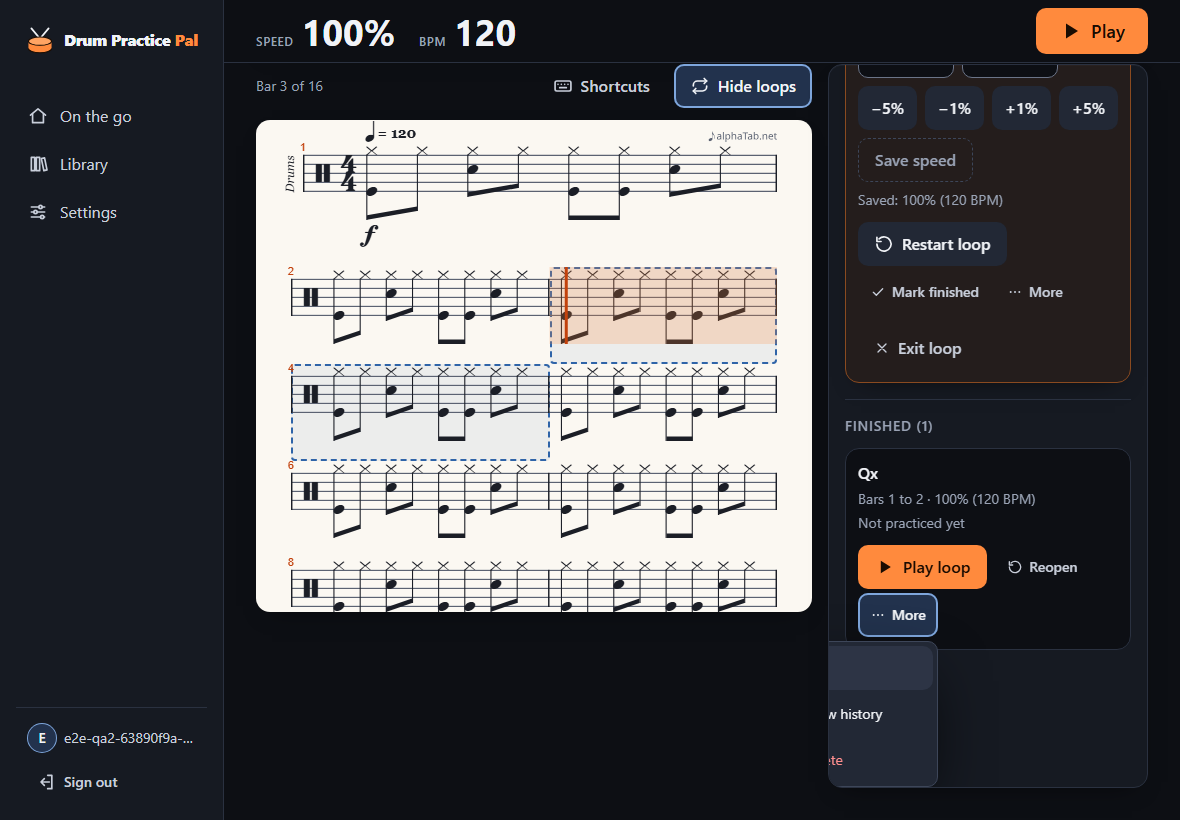 Drum Practice Pal
On the go
Library
Settings
E
e2e-qa2-63890f9a-...
Sign out
SPEED 100% BPM 120
Play
Bar 3 of 16
Shortcuts
Hide loops
= 120
alphaTab.net
Drums
1
4
4
f
2
4
6
8
−5%
−1%
+1%
+5%
Save speed
Saved: 100% (120 BPM)
Restart loop
Mark finished
··· More
Exit loop
FINISHED (1)
Qx
Bars 1 to 2 · 100% (120 BPM)
Not practiced yet
Play loop
Reopen
··· More
history